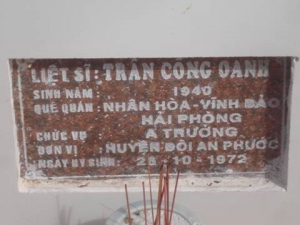 LIỆT SĨ : TRẦN CÔNG OANH
SINH NĂM : 1940
QUÊ QUÁN : NHÂN HÒA-VĨNH BẢO
HẢI PHÒNG
CHỨC VỤ : A TRƯỞNG
ĐƠN VỊ : HUYỆN ĐỘI AN PHƯỚC
NGÀY HY SINH : 23-10-1972